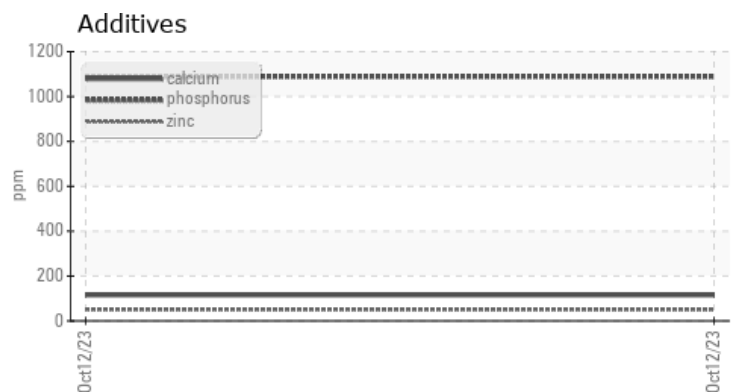 Additives
1200
1000
800
600
400
200
0
ppm
calcium
phosphorus
zinc
Oct12/23
Oct12/23